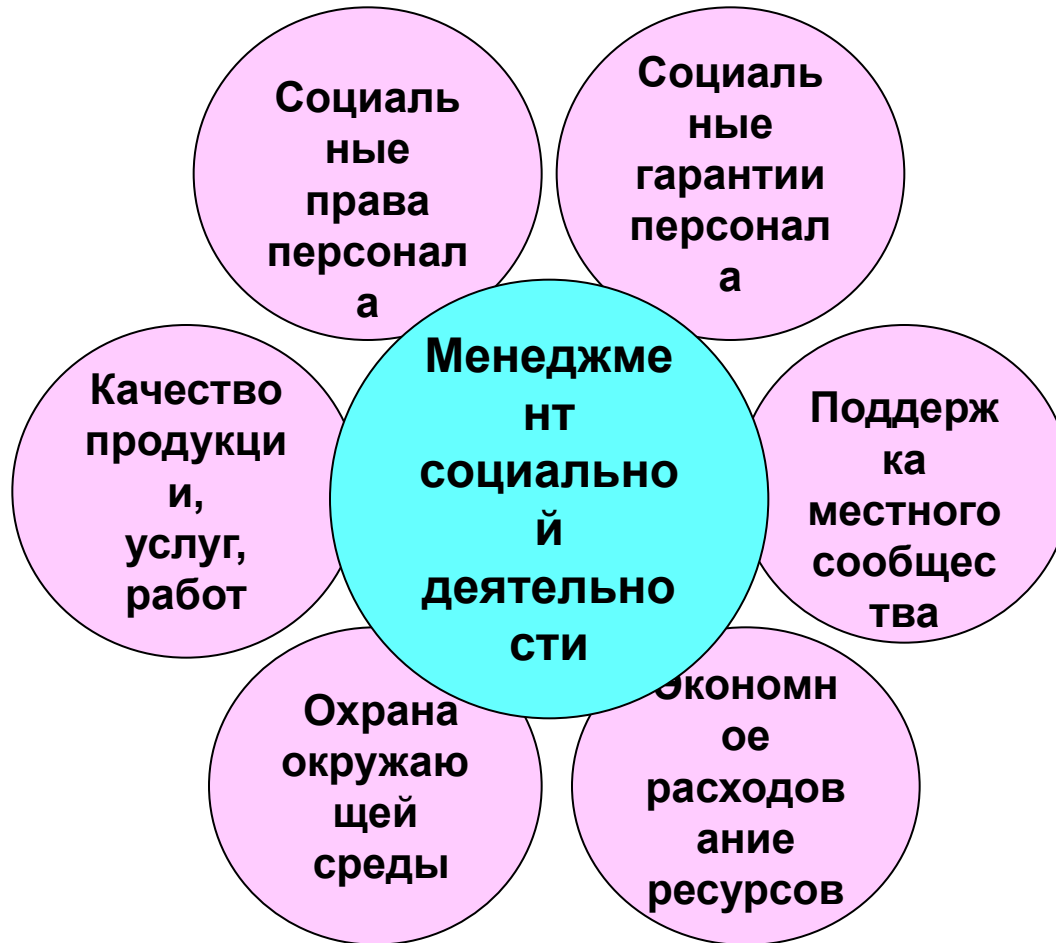 Социаль
ные
права
персонал
а
Социаль
ные
гарантии
персонал
а
Менеджме
нт
социально
й
деятельно
сти
Качество
продукци
и,
услуг,
работ
Поддерж
ка
местного
сообщес
тва
Охрана
окружаю
щей
среды
Экономн
ое
расходов
ание
ресурсов